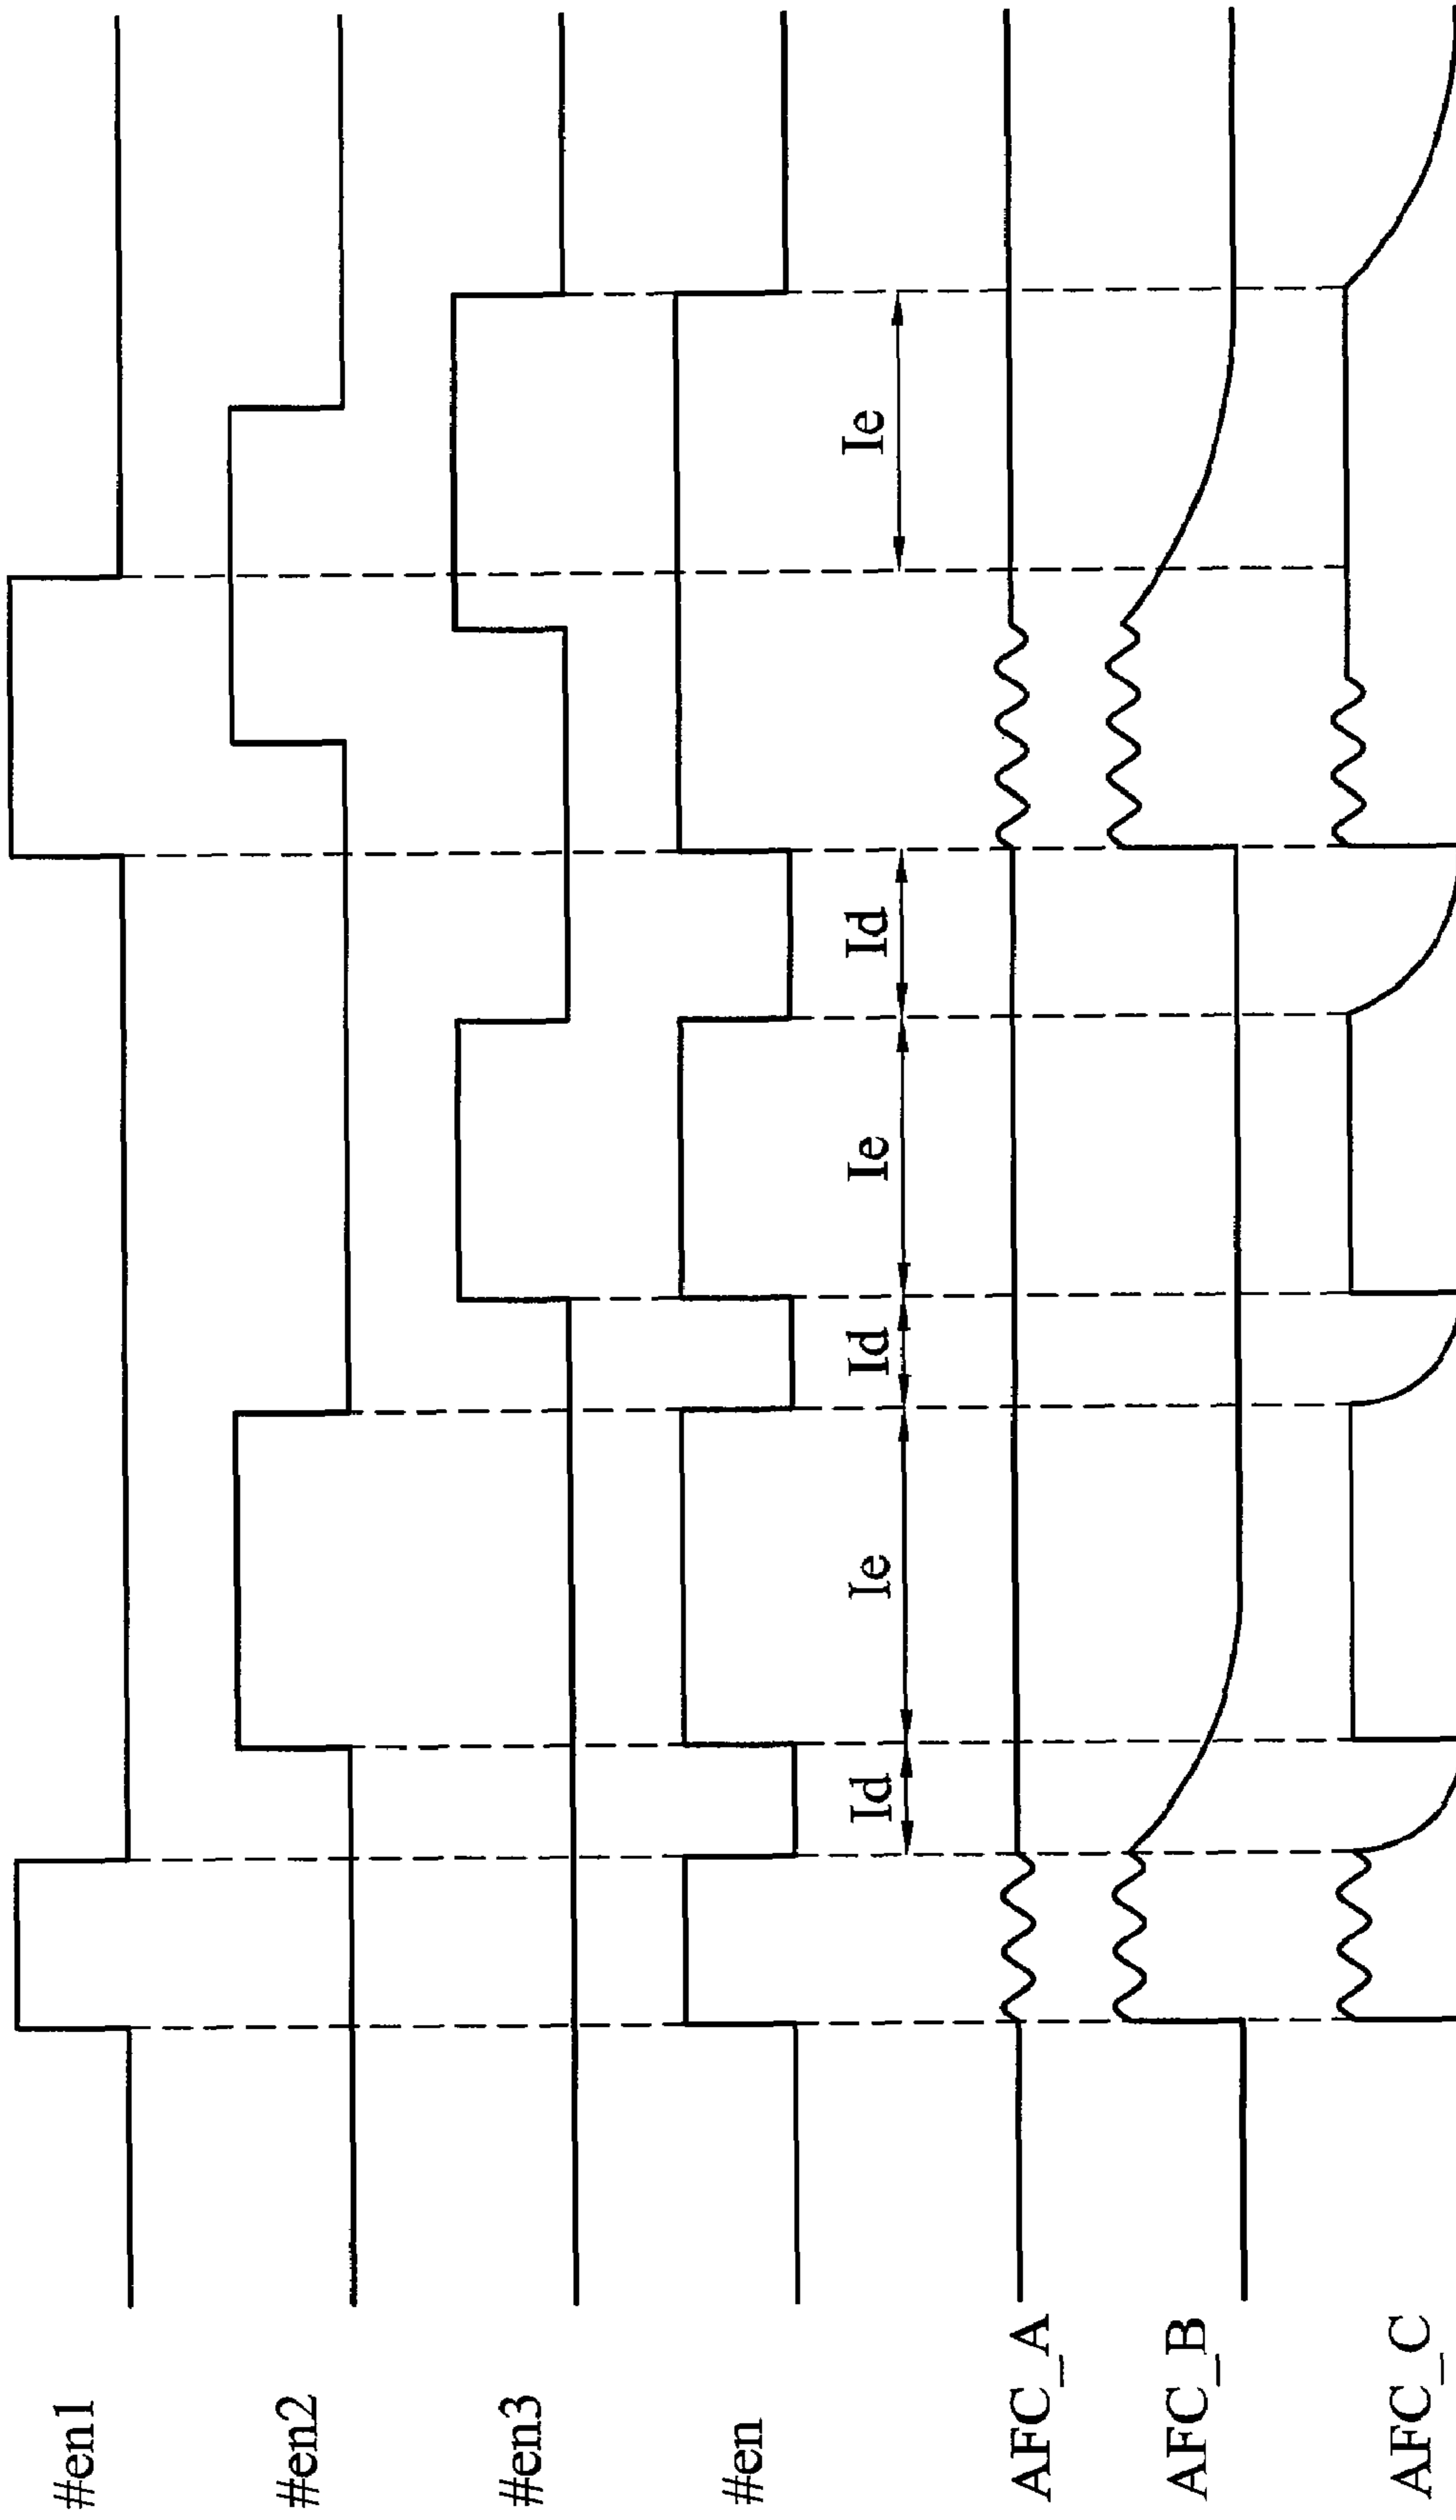 #en1
#en2
#en3
#en
Id
Ie
Id
Ie
Id
Ie
AFC_A
AFC_B
AFC_C